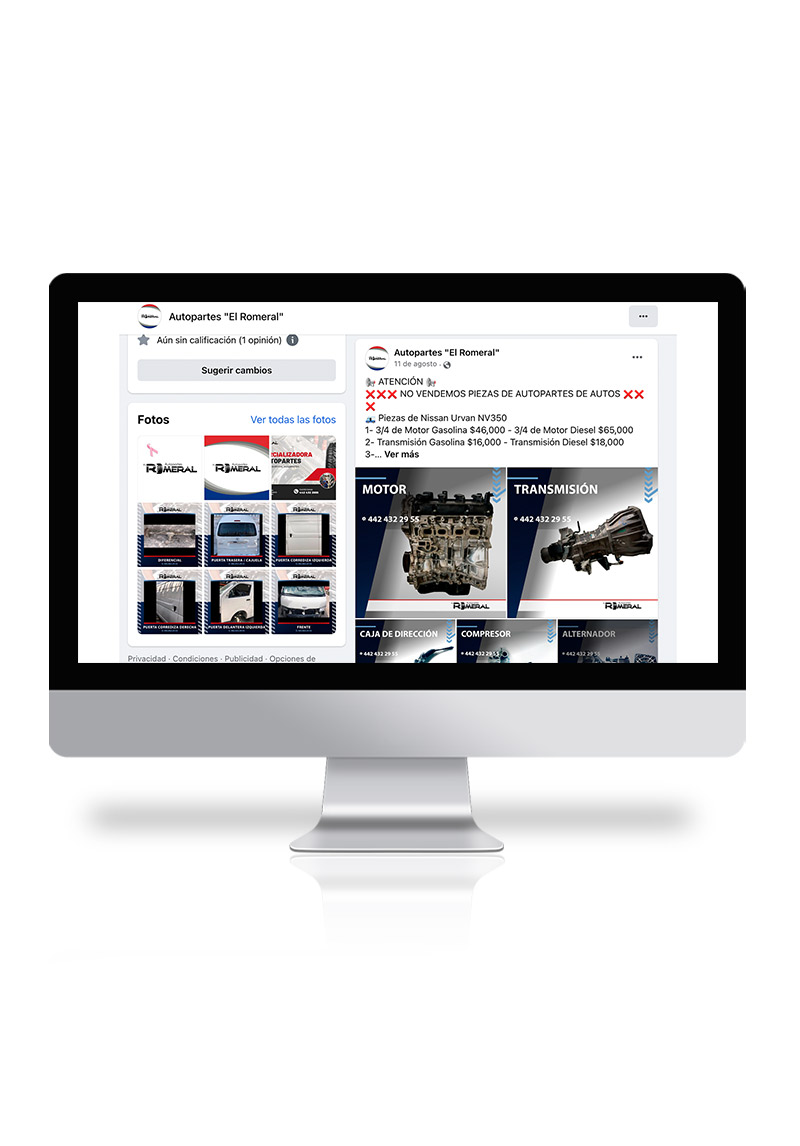 Autopartes "El Romeral"
Aún sin calificación (1 opinión)
Sugerir cambios
Fotos
Ver todas las fotos
ROMERAL
ROMERAL
DIFERENCIAL
PUERTA TRASERA / CAJUELA
PUERTA CORREDIZA IZQUIERDA
PUERTA CORREDIZA DERECHA
PUERTA DELANTERA IZQUIERDA
FRENTE
Privacidad · Condiciones · Publicidad · Opciones de
Autopartes "El Romeral"
11 de agosto ·
ATENCIÓN
❌❌❌ NO VENDEMOS PIEZAS DE AUTOPARTES DE AUTOS ❌❌
❌
Piezas de Nissan Urvan NV350
1- 3/4 de Motor Gasolina $46,000 - 3/4 de Motor Diesel $65,000
2- Transmisión Gasolina $16,000 - Transmisión Diesel $18,000
3-... Ver más
MOTOR
442 432 29 55
ROMERAL
TRANSMISIÓN
442 432 29 55
ROMERAL
CAJA DE DIRECCIÓN
442 432 29 55
COMPRESOR
442 432 29 55
ALTERNADOR
442 432 29 55